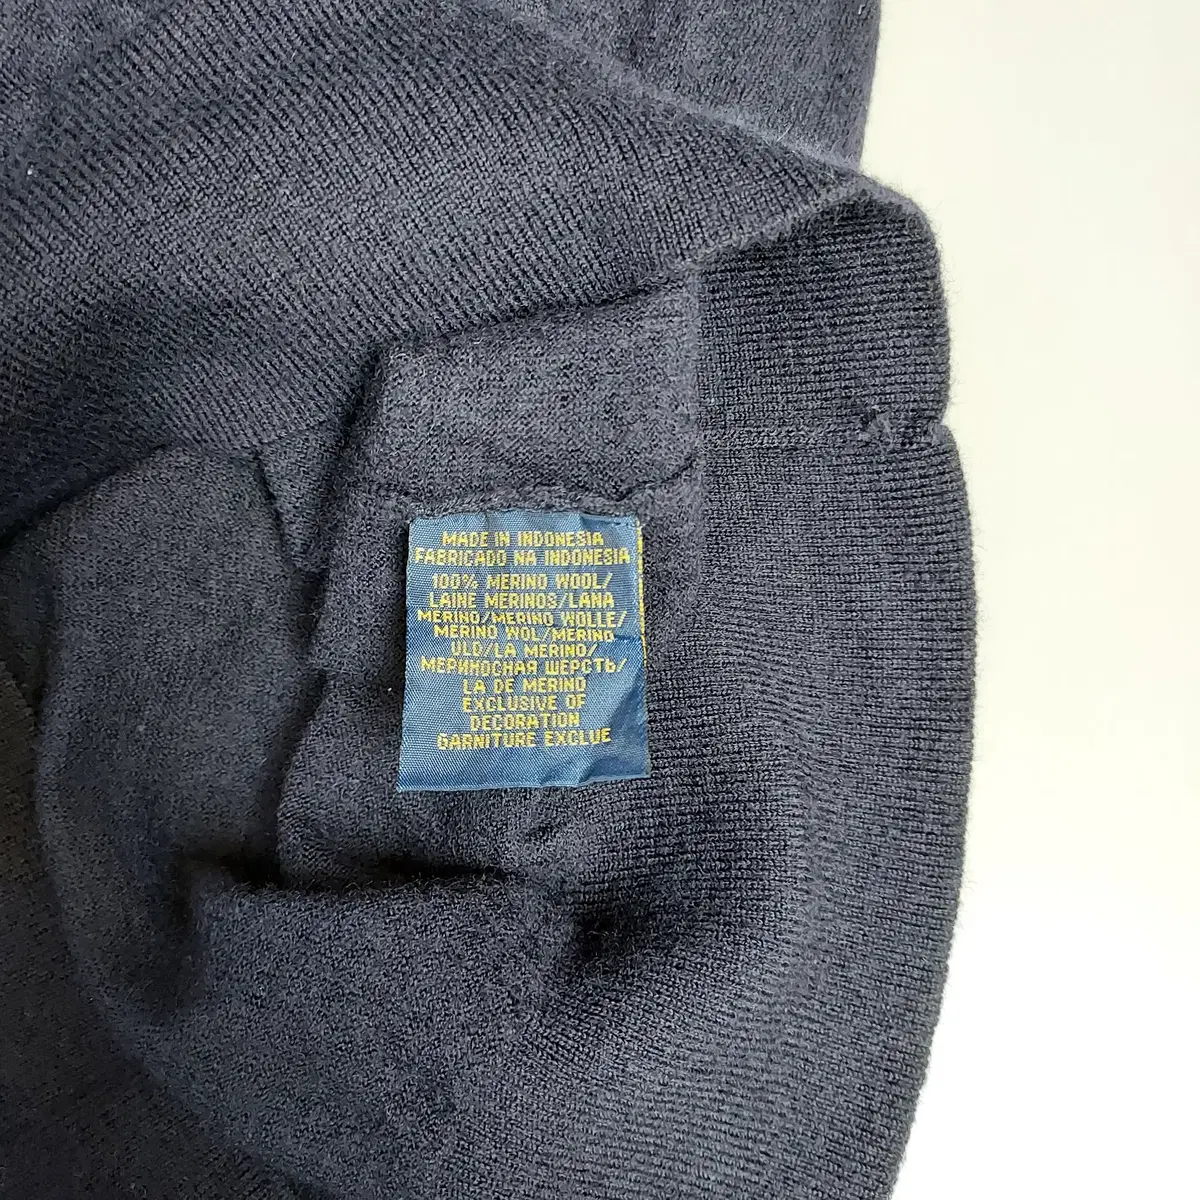 MADE IN INDONESIA
FABRICADO NA INDONESIA
100% MERINO WOOL/
LAINE MERINOS/LANA
MERINO/MERINO WOLLE/
MERINO WOL/MERINO
ULD/LA MERINO/
МЕРИНОСНАЯ ШЕРСТЬ/
LA DE MERINO
EXCLUSIVE OF
DECORATION
GARNITURE EXCLUE